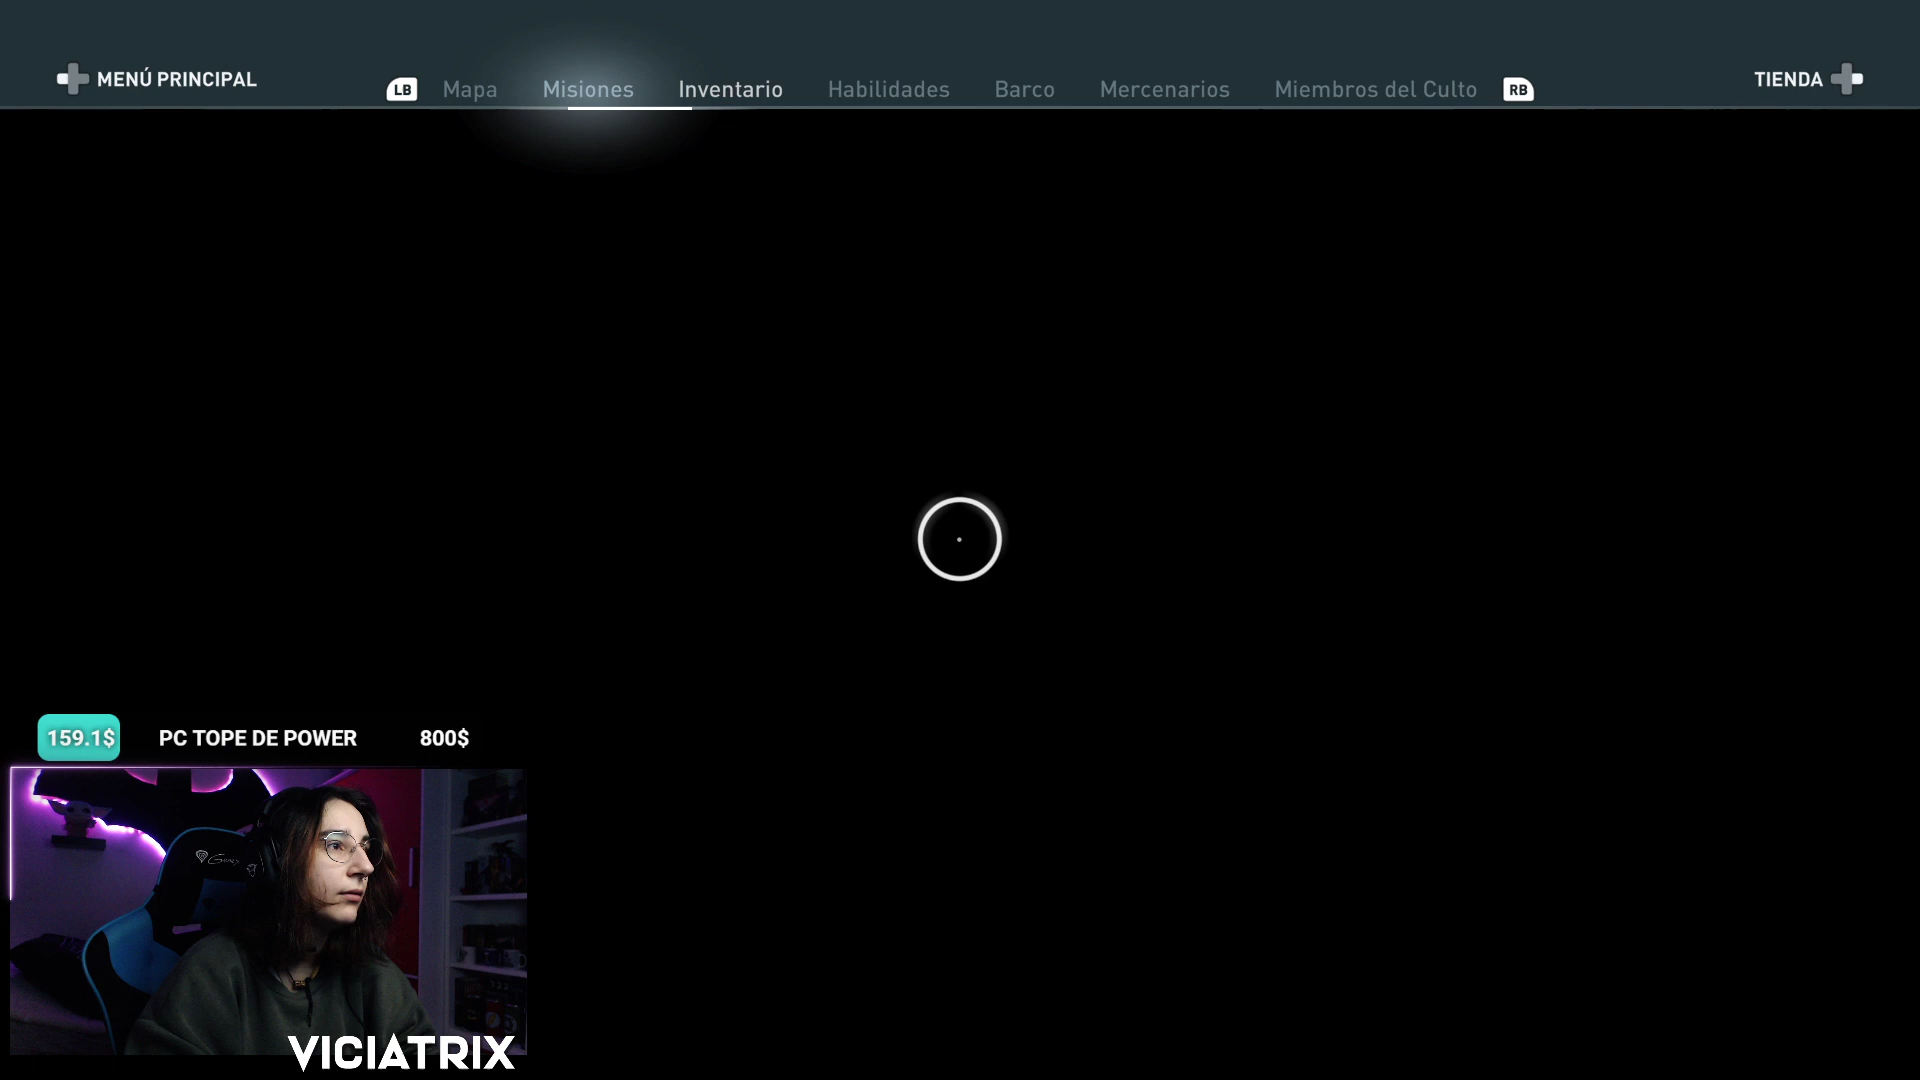 MENÚ PRINCIPAL
LB Mapa Misiones Inventario Habilidades Barco Mercenarios Miembros del Culto RB
TIENDA
159.1$ PC TOPE DE POWER 800$
VICIATRIX